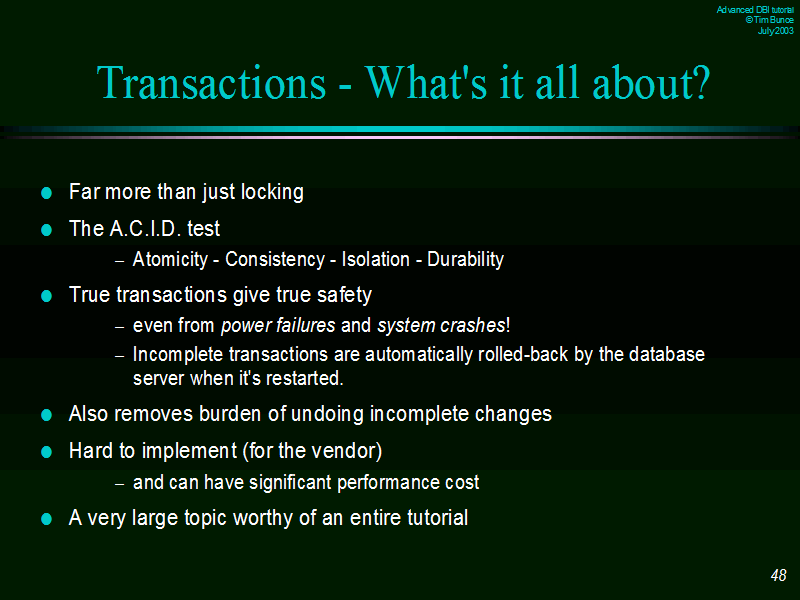 Advanced DBI tutorial
© Tim Bunce
July 2003
Transactions - What's it all about?
Far more than just locking
The A.C.I.D. test
– Atomicity - Consistency - Isolation - Durability
True transactions give true safety
– even from power failures and system crashes!
– Incomplete transactions are automatically rolled-back by the database
server when it's restarted.
Also removes burden of undoing incomplete changes
Hard to implement (for the vendor)
– and can have significant performance cost
A very large topic worthy of an entire tutorial
48